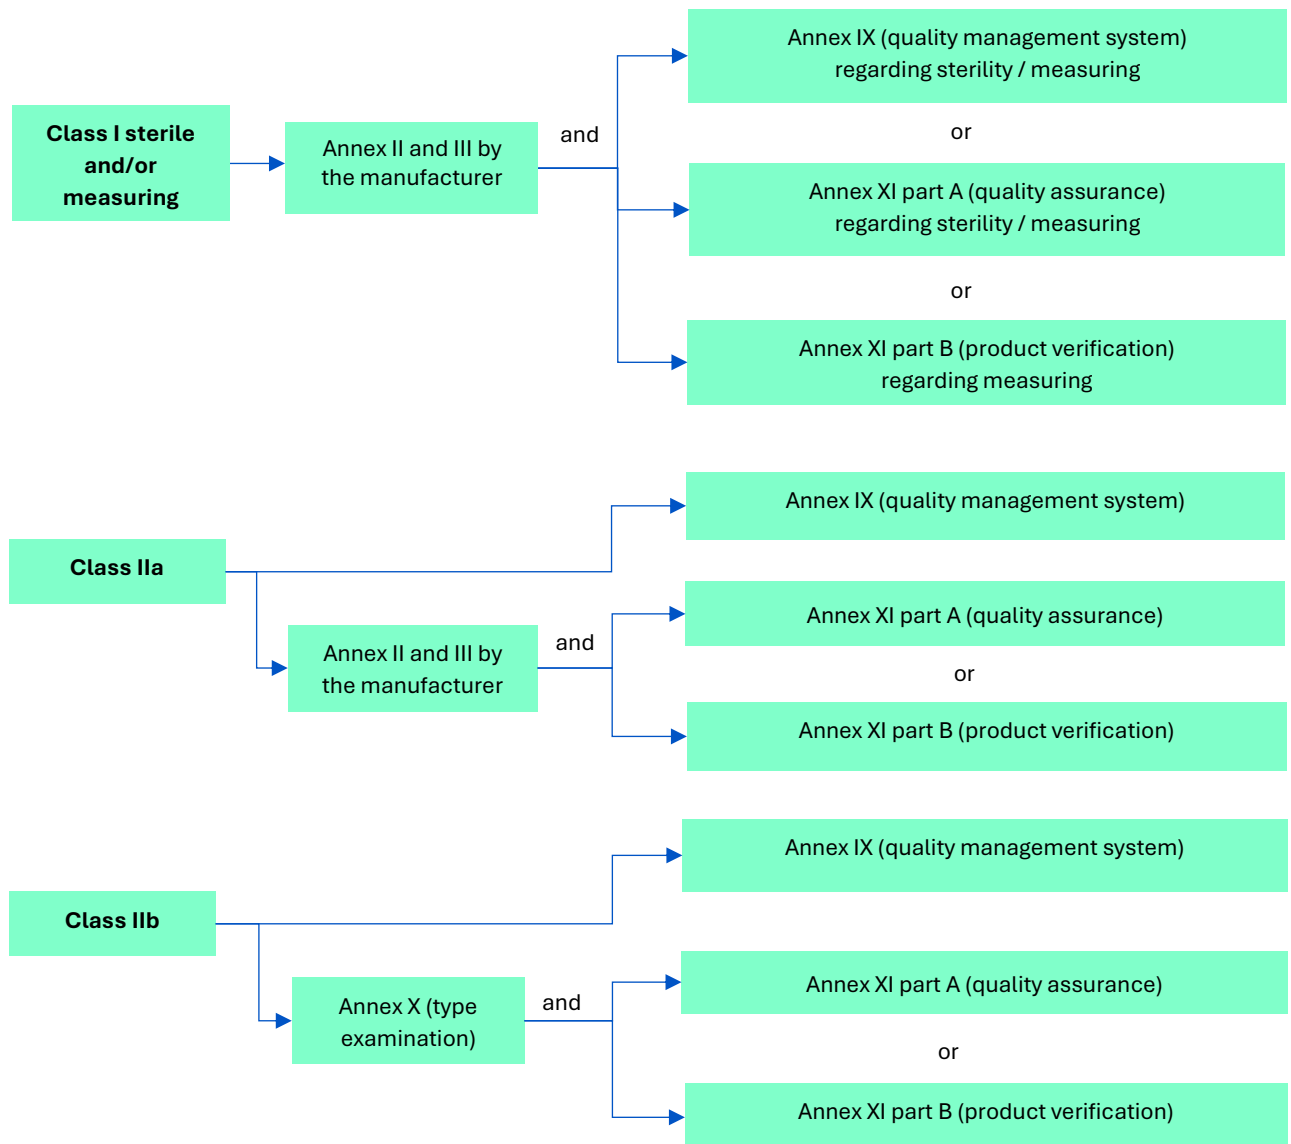 Class I sterile
and/or
measuring
Annex II and III by
the manufacturer
and
Annex IX (quality management system)
regarding sterility / measuring
or
Annex XI part A (quality assurance)
regarding sterility / measuring
or
Annex XI part B (product verification)
regarding measuring
Class IIa
Annex IX (quality management system)
Annex II and III by
the manufacturer
and
Annex XI part A (quality assurance)
or
Annex XI part B (product verification)
Class IIb
Annex IX (quality management system)
Annex X (type
examination)
and
Annex XI part A (quality assurance)
or
Annex XI part B (product verification)